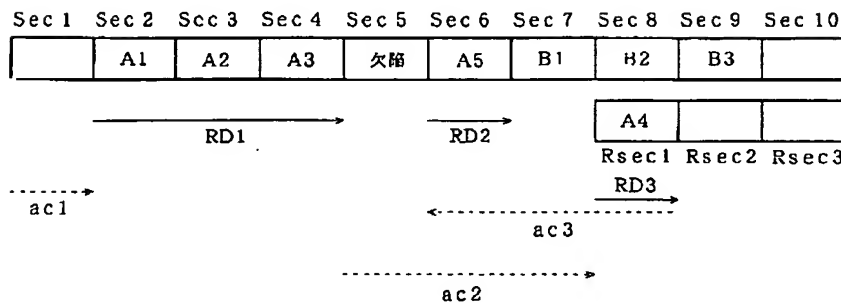 Sec 1 Sec 2 Scc 3 Sec 4 Sec 5 Sec 6 Sec 7 Sec 8 Sec 9 Sec 10
A1 A2 A3 欠陥 A5 B1 B2 B3
A4
RD1 RD2
Rsec1 Rsec2 Rsec3
RD3
ac1
ac3
ac2